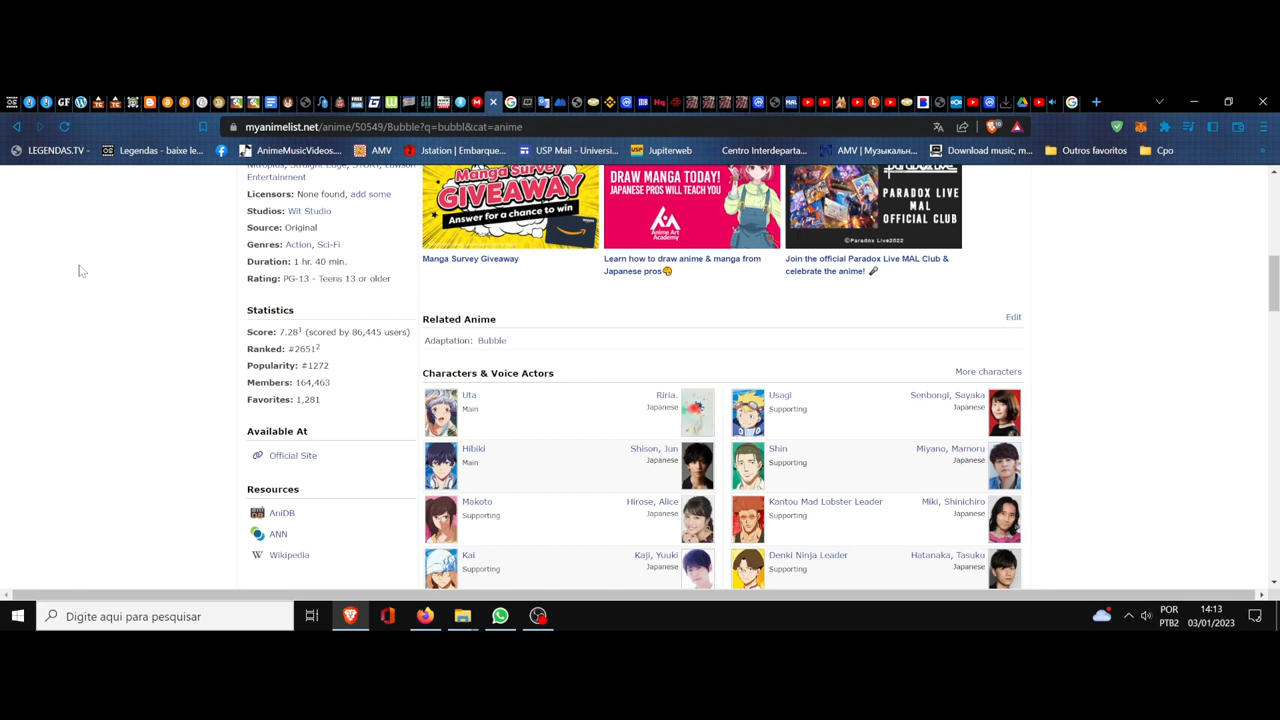 myanimelist.net/anime/50549/Bubble?q=bubbl&cat=anime
LEGENDAS.TV -
Legendas - baixe le...
AnimeMusicVideos....
AMV
Jstation | Embarque...
USP Mail - Universi...
Jupiterweb
Centro Interdeparta...
AMV | Музыкальн...
Download music, m...
Outros favoritos
Cpo
Nitroplus, Straight Edge, STORY, Lawson
Entertainment
Licensors: None found, add some
Studios: Wit Studio
Source: Original
Genres: Action, Sci-Fi
Duration: 1 hr. 40 min.
Rating: PG-13 - Teens 13 or older
Statistics
Score: 7.28¹ (scored by 86,445 users)
Ranked: #2651²
Popularity: #1272
Members: 164,463
Favorites: 1,281
Available At
Official Site
Resources
AniDB
ANN
Wikipedia
Manga Survey
GIVEAWAY
Answer for a chance to win
Manga Survey Giveaway
DRAW MANGA TODAY!
JAPANESE PROS WILL TEACH YOU
Anime Art
Academy
Learn how to draw anime & manga from
Japanese pros
PARADOX LIVE
MAL
OFFICIAL CLUB
©Paradox Live2022
Join the official Paradox Live MAL Club &
celebrate the anime!
Related Anime
Edit
Adaptation: Bubble
Characters & Voice Actors
More characters
Uta
Main
Riria.
Japanese
Usagi
Supporting
Senbongi, Sayaka
Japanese
Hibiki
Main
Shison, Jun
Japanese
Shin
Supporting
Miyano, Mamoru
Japanese
Makoto
Supporting
Hirose, Alice
Japanese
Kantou Mad Lobster Leader
Supporting
Miki, Shinichiro
Japanese
Kai
Supporting
Kaji, Yuuki
Japanese
Denki Ninja Leader
Supporting
Hatanaka, Tasuku
Japanese
Digite aqui para pesquisar
POR
PTB2
14:13
03/01/2023